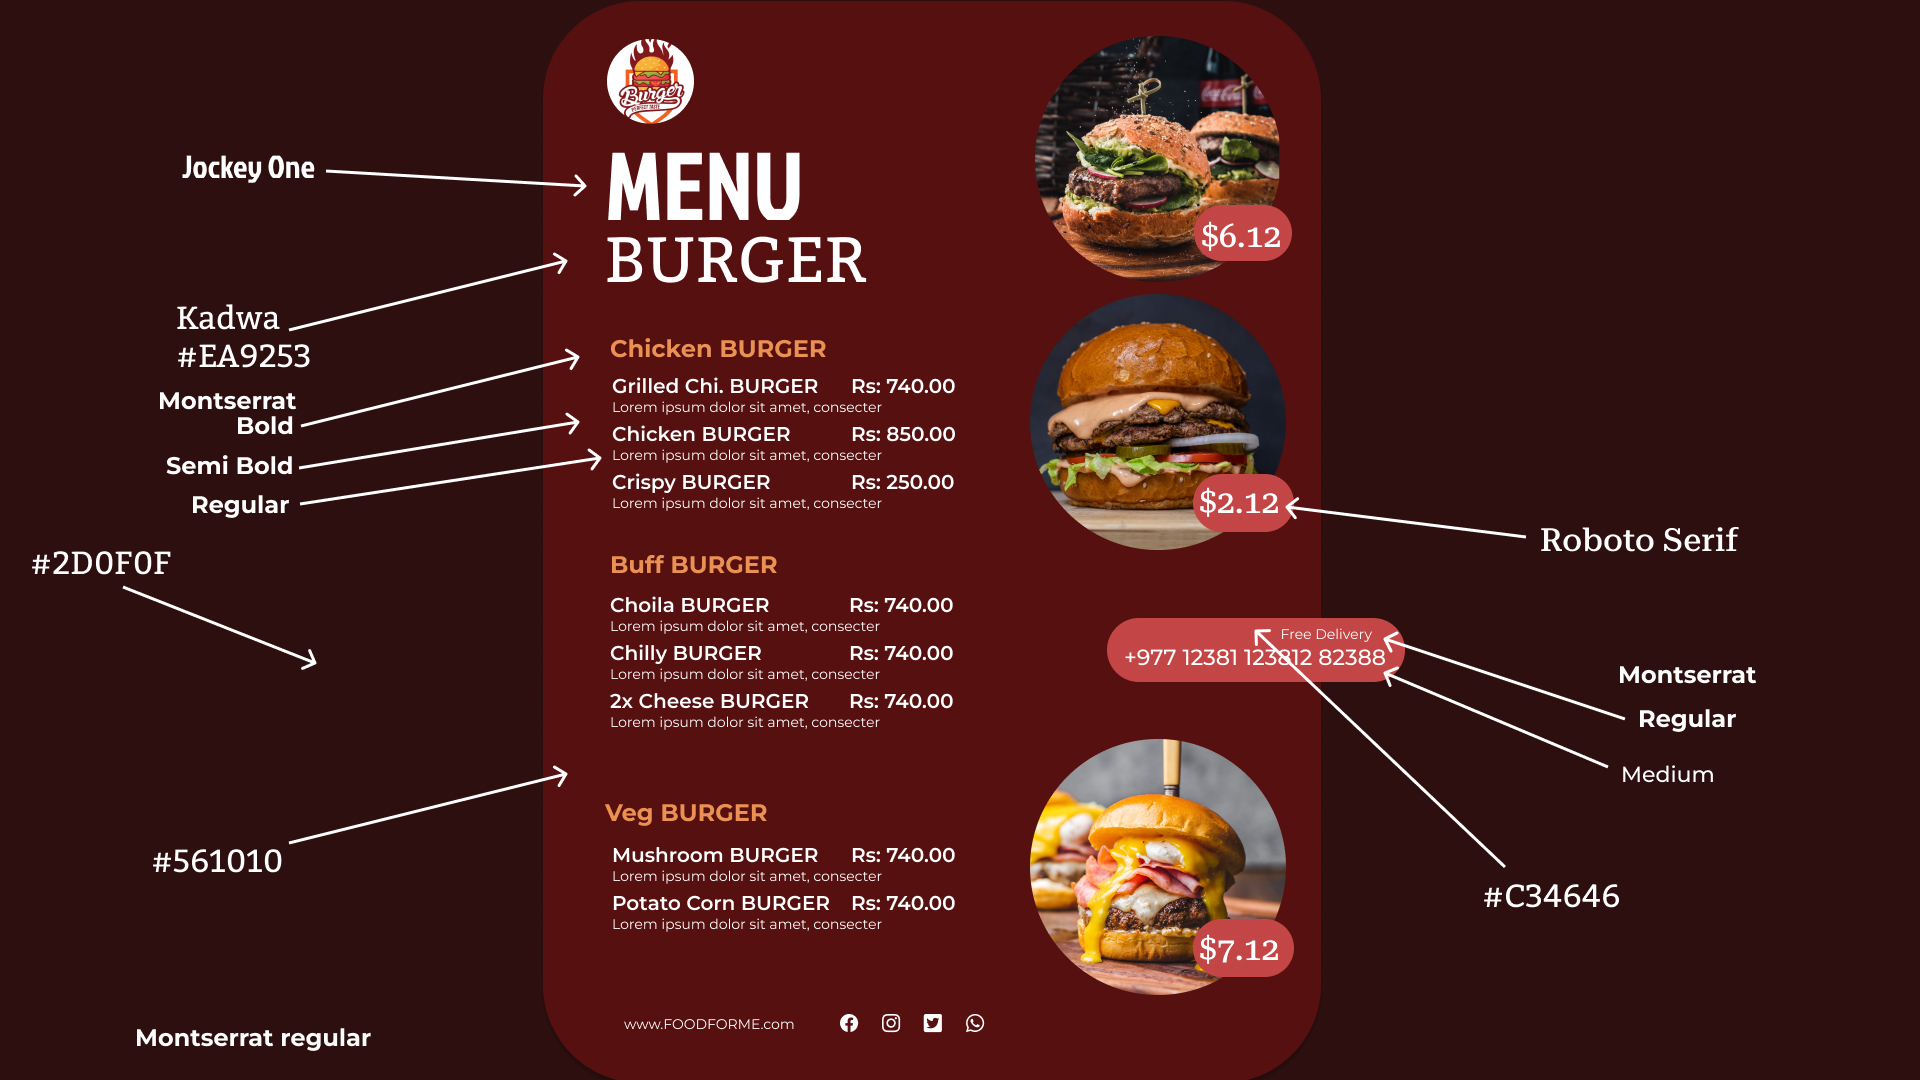 Burger
PERFECT TASTE
Jockey One
MENU
BURGER
Kadwa
#EA9253
Montserrat
Bold
Semi Bold
Regular
#2D0F0F
#561010
Montserrat regular
Chicken BURGER
Grilled Chi. BURGER Rs: 740.00
Lorem ipsum dolor sit amet, consecter
Chicken BURGER Rs: 850.00
Lorem ipsum dolor sit amet, consecter
Crispy BURGER Rs: 250.00
Lorem ipsum dolor sit amet, consecter
Buff BURGER
Choila BURGER Rs: 740.00
Lorem ipsum dolor sit amet, consecter
Chilly BURGER Rs: 740.00
Lorem ipsum dolor sit amet, consecter
2x Cheese BURGER Rs: 740.00
Lorem ipsum dolor sit amet, consecter
Veg BURGER
Mushroom BURGER Rs: 740.00
Lorem ipsum dolor sit amet, consecter
Potato Corn BURGER Rs: 740.00
Lorem ipsum dolor sit amet, consecter
www.FOODFORME.com
$6.12
$2.12
Roboto Serif
Free Delivery
+977 12381 123812 82388
Montserrat
Regular
Medium
#C34646
$7.12